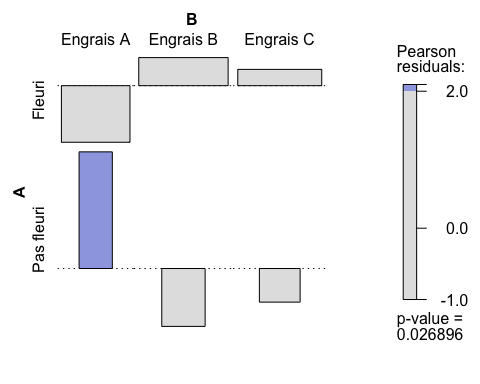 B
Engrais A Engrais B Engrais C
A
Fleuri
Pas fleuri
Pearson
residuals:
2.0
0.0
-1.0
p-value =
0.026896